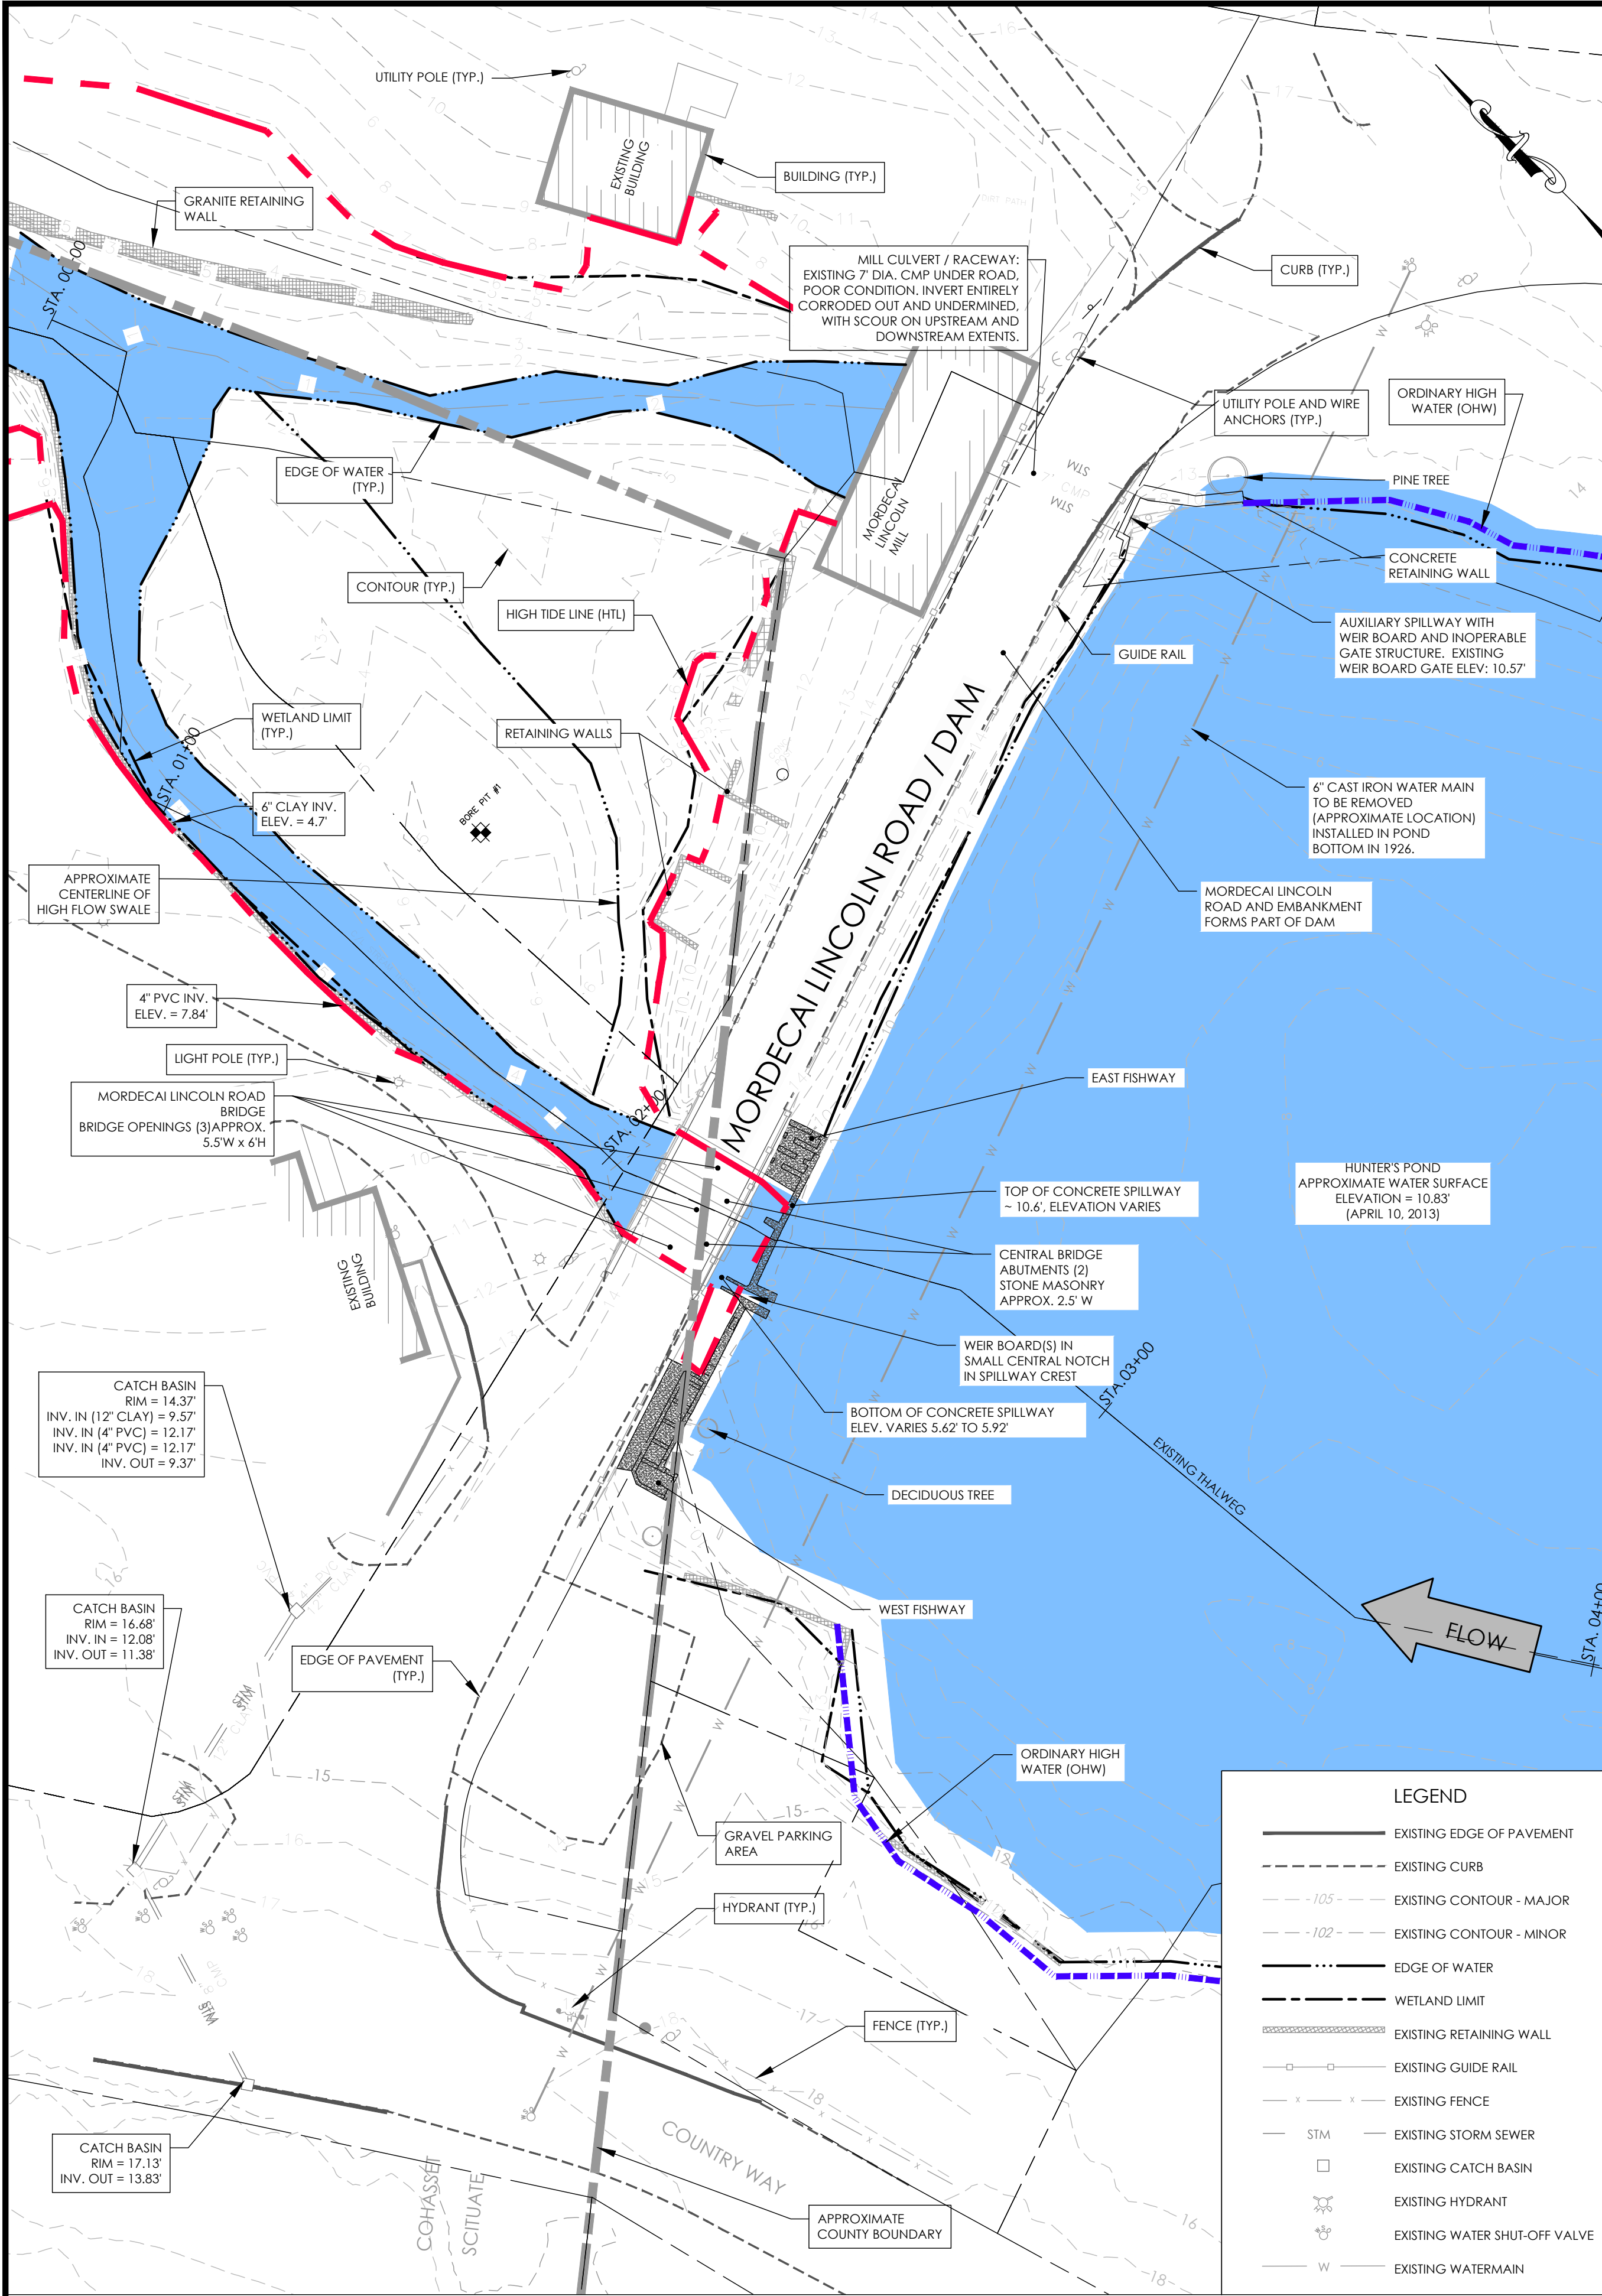 UTILITY POLE (TYP.)
EXISTING
BUILDING
BUILDING (TYP.)
GRANITE RETAINING
WALL
STA. 00+00
MILL CULVERT / RACEWAY:
EXISTING 7' DIA. CMP UNDER ROAD,
POOR CONDITION. INVERT ENTIRELY
CORRODED OUT AND UNDERMINED,
WITH SCOUR ON UPSTREAM AND
DOWNSTREAM EXTENTS.
DIRT PATH
CURB (TYP.)
UTILITY POLE AND WIRE
ANCHORS (TYP.)
ORDINARY HIGH
WATER (OHW)
EDGE OF WATER
(TYP.)
MORDECAI
LINCOLN
MILL
STM
CMP
STM
PINE TREE
CONTOUR (TYP.)
HIGH TIDE LINE (HTL)
CONCRETE
RETAINING WALL
AUXILIARY SPILLWAY WITH
WEIR BOARD AND INOPERABLE
GATE STRUCTURE. EXISTING
WEIR BOARD GATE ELEV: 10.57'
GUIDE RAIL
WETLAND LIMIT
(TYP.)
RETAINING WALLS
STA. 01+00
6" CLAY INV.
ELEV. = 4.7'
BORE PIT #1
6" CAST IRON WATER MAIN
TO BE REMOVED
(APPROXIMATE LOCATION)
INSTALLED IN POND
BOTTOM IN 1926.
APPROXIMATE
CENTERLINE OF
HIGH FLOW SWALE
MORDECAI LINCOLN
ROAD AND EMBANKMENT
FORMS PART OF DAM
MORDECAI LINCOLN ROAD / DAM
4" PVC INV.
ELEV. = 7.84'
LIGHT POLE (TYP.)
MORDECAI LINCOLN ROAD
BRIDGE
BRIDGE OPENINGS (3)APPROX.
5.5'W x 6'H
STA. 02+00
EAST FISHWAY
TOP OF CONCRETE SPILLWAY
~ 10.6', ELEVATION VARIES
HUNTER'S POND
APPROXIMATE WATER SURFACE
ELEVATION = 10.83'
(APRIL 10, 2013)
CENTRAL BRIDGE
ABUTMENTS (2)
STONE MASONRY
APPROX. 2.5' W
EXISTING
BUILDING
WEIR BOARD(S) IN
SMALL CENTRAL NOTCH
IN SPILLWAY CREST
STA.03+00
CATCH BASIN
RIM = 14.37'
INV. IN (12" CLAY) = 9.57'
INV. IN (4" PVC) = 12.17'
INV. IN (4" PVC) = 12.17'
INV. OUT = 9.37'
BOTTOM OF CONCRETE SPILLWAY
ELEV. VARIES 5.62' TO 5.92'
EXISTING THALWEG
DECIDUOUS TREE
CATCH BASIN
RIM = 16.68'
INV. IN = 12.08'
INV. OUT = 11.38'
WEST FISHWAY
FLOW
STA. 04+00
EDGE OF PAVEMENT
(TYP.)
ORDINARY HIGH
WATER (OHW)
GRAVEL PARKING
AREA
HYDRANT (TYP.)
FENCE (TYP.)
CATCH BASIN
RIM = 17.13'
INV. OUT = 13.83'
COUNTRY WAY
COHASSET
SCITUATE
APPROXIMATE
COUNTY BOUNDARY
LEGEND
EXISTING EDGE OF PAVEMENT
EXISTING CURB
105 EXISTING CONTOUR - MAJOR
102 EXISTING CONTOUR - MINOR
EDGE OF WATER
WETLAND LIMIT
EXISTING RETAINING WALL
EXISTING GUIDE RAIL
x x EXISTING FENCE
STM EXISTING STORM SEWER
EXISTING CATCH BASIN
EXISTING HYDRANT
EXISTING WATER SHUT-OFF VALVE
W EXISTING WATERMAIN